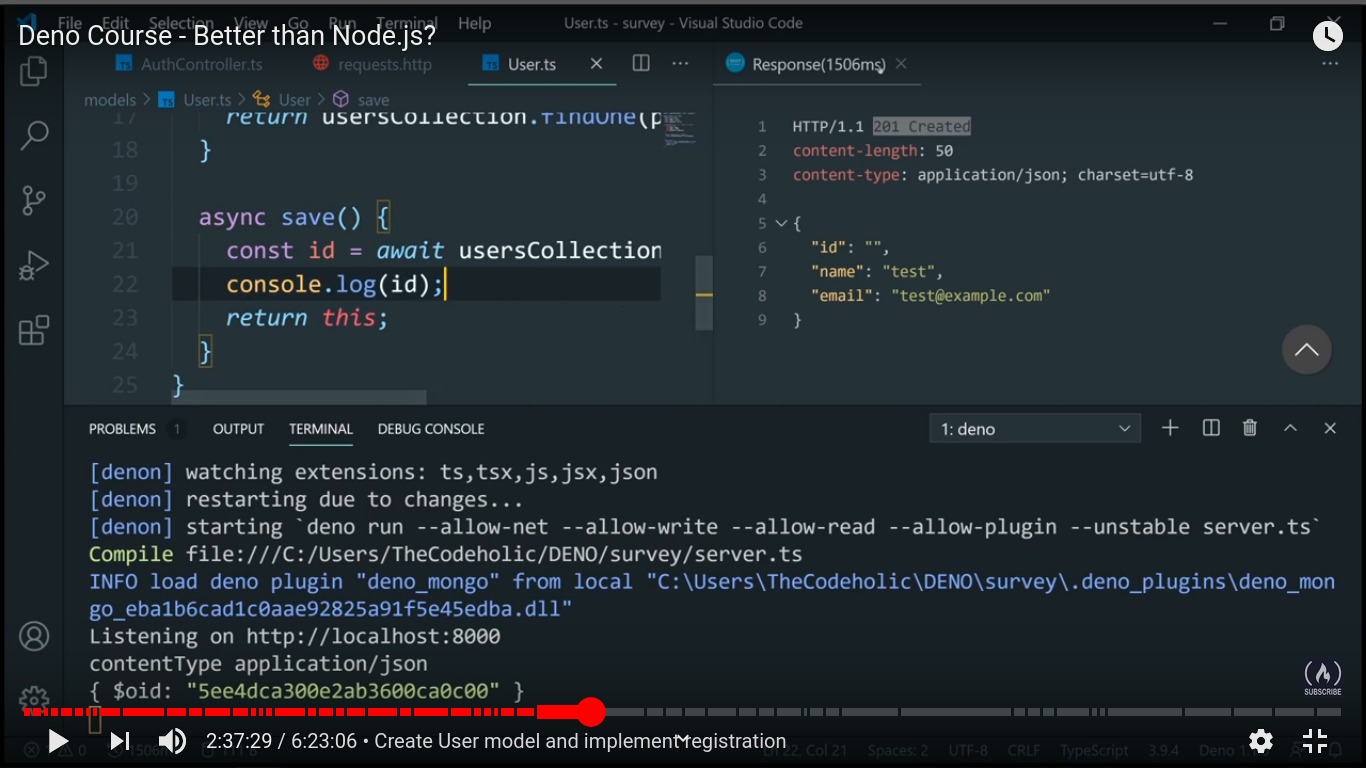 File Edit Selection View Go Run Terminal Help User.ts - survey - Visual Studio Code
Deno Course - Better than Node.js?
AuthController.ts requests.http User.ts Response(1506ms)
models > User.ts > User > save
17 return usersCollection.findOne(p
18 }
19
20 async save() {
21 const id = await usersCollection
22 console.log(id);
23 return this;
24 }
25 }
1 HTTP/1.1 201 Created
2 content-length: 50
3 content-type: application/json; charset=utf-8
4
5 {
6 "id": "",
7 "name": "test",
8 "email": "test@example.com"
9 }
PROBLEMS 1 OUTPUT TERMINAL DEBUG CONSOLE 1: deno
[denon] watching extensions: ts,tsx,js,jsx,json
[denon] restarting due to changes...
[denon] starting `deno run --allow-net --allow-write --allow-read --allow-plugin --unstable server.ts`
Compile file:///C:/Users/TheCodeholic/DENO/survey/server.ts
INFO load deno plugin "deno_mongo" from local "C:\Users\TheCodeholic\DENO\survey\.deno_plugins\deno_mon
go_eba1b6cad1c0aae92825a91f5e45edba.dll"
Listening on http://localhost:8000
contentType application/json
{ $oid: "5ee4dca300e2ab3600ca0c00" }
SUBSCRIBE
2:37:29 / 6:23:06 • Create User model and implement registration
Ln 22, Col 21 Spaces: 2 UTF-8 CRLF TypeScript 3.9.4